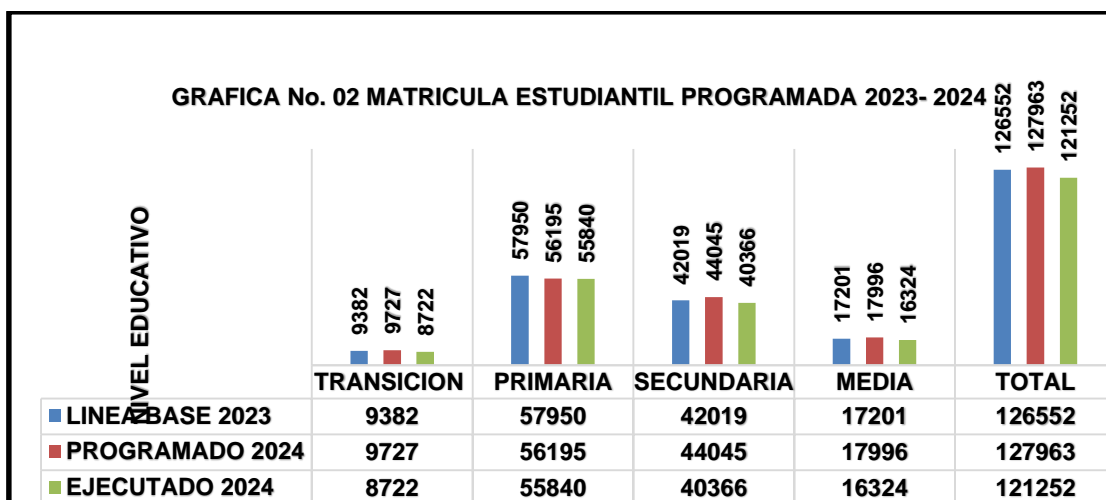 GRAFICA No. 02 MATRICULA ESTUDIANTIL PROGRAMADA 2023- 2024
NIVEL EDUCATIVO
9382
9727
8722
57950
56195
55840
42019
44045
40366
17201
17996
16324
126552
127963
121252
TRANSICION PRIMARIA SECUNDARIA MEDIA TOTAL
LINEA BASE 2023 9382 57950 42019 17201 126552
PROGRAMADO 2024 9727 56195 44045 17996 127963
EJECUTADO 2024 8722 55840 40366 16324 121252